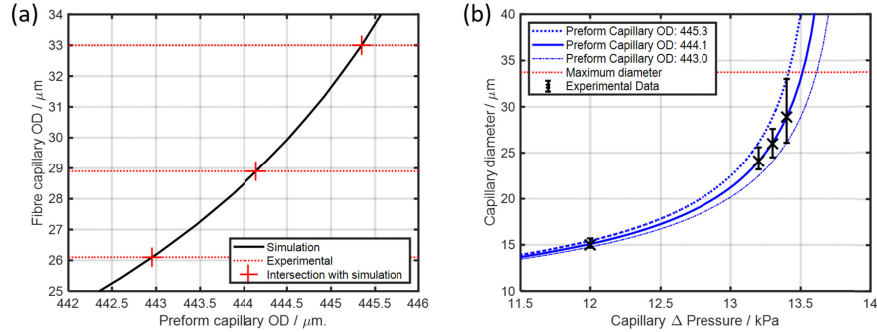 (a)
34
33
32
31
30
29
28
27
26
25
Fibre capillary OD / μm
Simulation
Experimental
Intersection with simulation
442 442.5 443 443.5 444 444.5 445 445.5 446
Preform capillary OD / μm.
(b)
40
35
30
25
20
15
10
Capillary diameter / μm
Preform Capillary OD: 445.3
Preform Capillary OD: 444.1
Preform Capillary OD: 443.0
Maximum diameter
Experimental Data
11.5 12 12.5 13 13.5 14
Capillary Δ Pressure / kPa